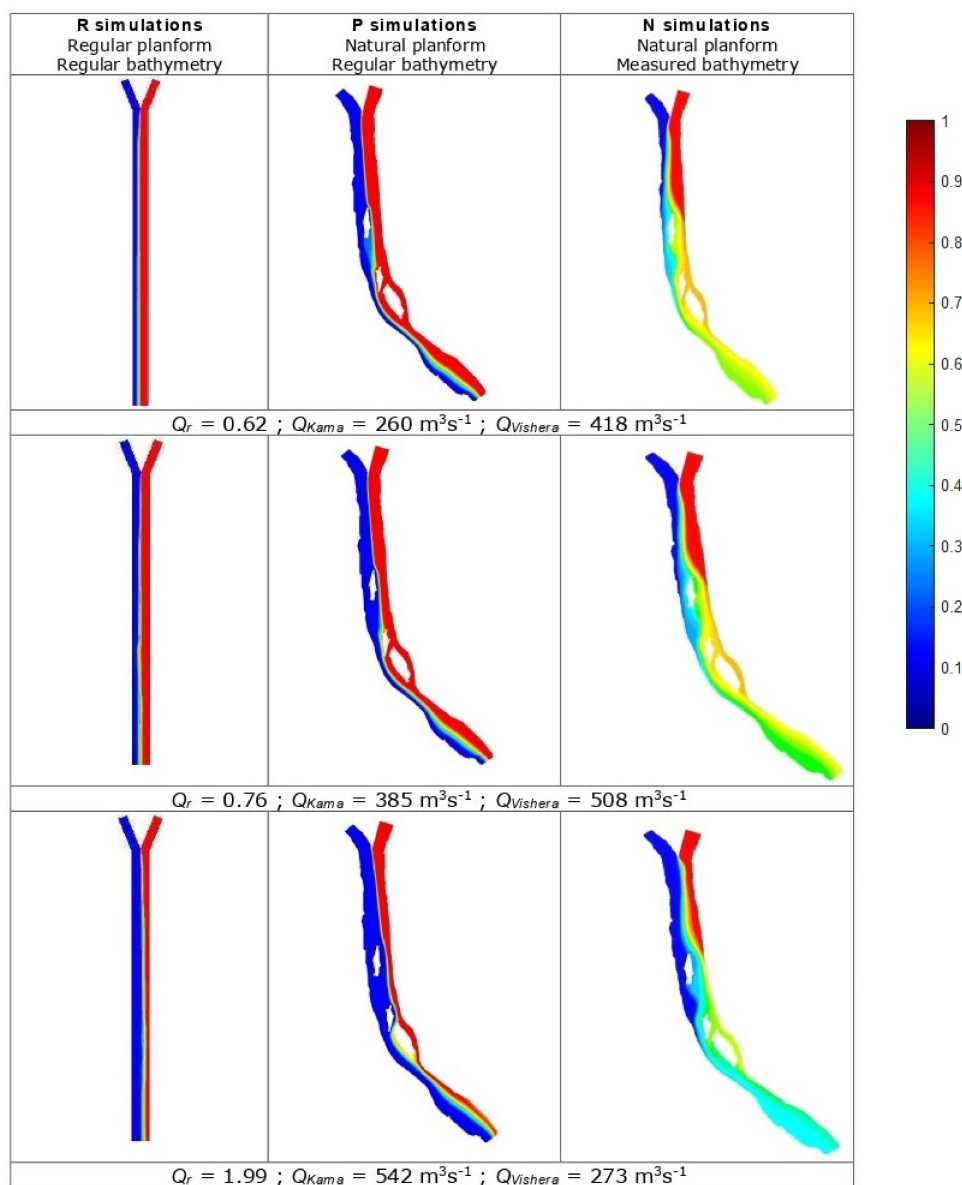 R simulations
Regular planform
Regular bathymetry
P simulations
Natural planform
Regular bathymetry
N simulations
Natural planform
Measured bathymetry
Qr = 0.62 ; QKama = 260 m³s⁻¹ ; QVishera = 418 m³s⁻¹
Qr = 0.76 ; QKama = 385 m³s⁻¹ ; QVishera = 508 m³s⁻¹
Qr = 1.99 ; QKama = 542 m³s⁻¹ ; QVishera = 273 m³s⁻¹
1
0.9
0.8
0.7
0.6
0.5
0.4
0.3
0.2
0.1
0